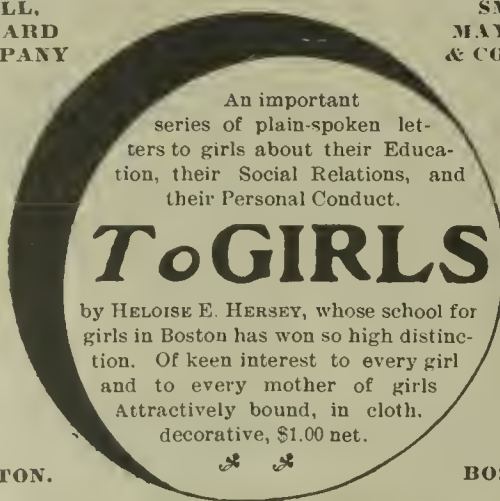 LL,
ARD
PANY
SM
MAY
& CO
An important
series of plain-spoken let-
ters to girls about their Educa-
tion, their Social Relations, and
their Personal Conduct.
To GIRLS
by HELOISE E. HERSEY, whose school for
girls in Boston has won so high distinc-
tion. Of keen interest to every girl
and to every mother of girls
Attractively bound, in cloth,
decorative, $1.00 net.
TON.
BOS